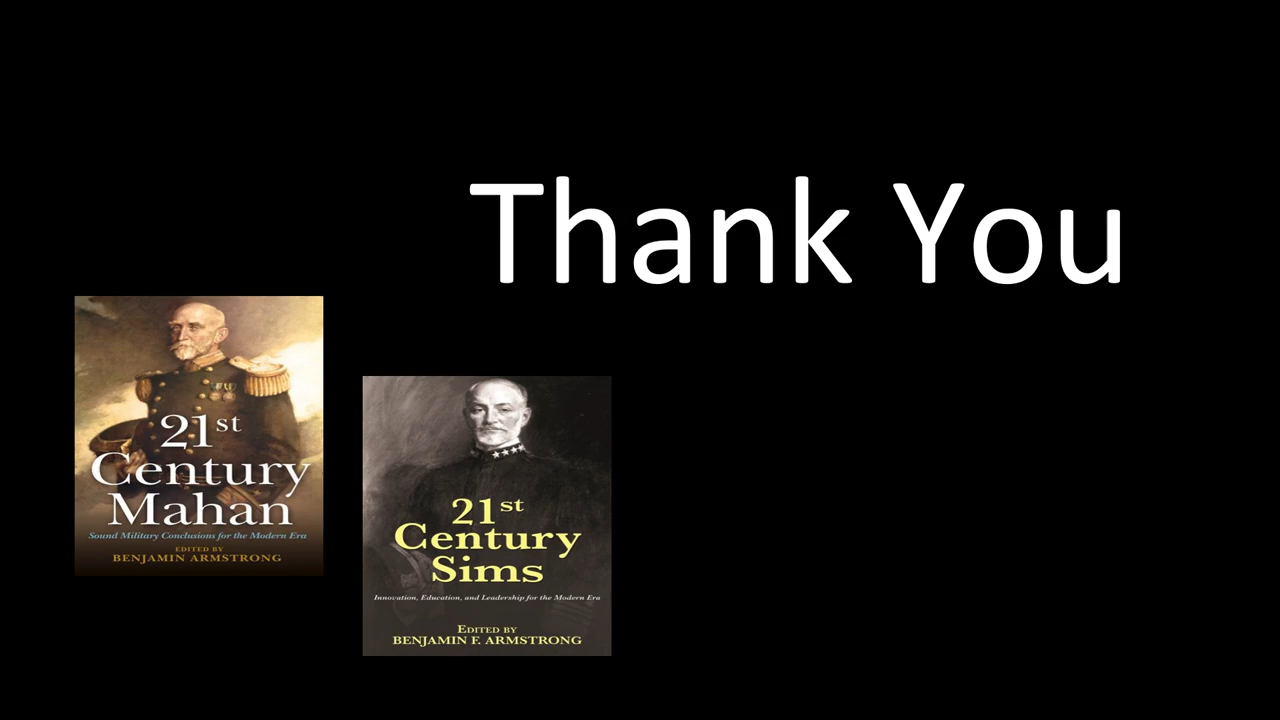 Thank You
21st
Century
Mahan
Sound Military Conclusions for the Modern Era
EDITED BY
BENJAMIN ARMSTRONG
21st
Century
Sims
Innovation, Education, and Leadership for the Modern Era
EDITED BY
BENJAMIN F. ARMSTRONG